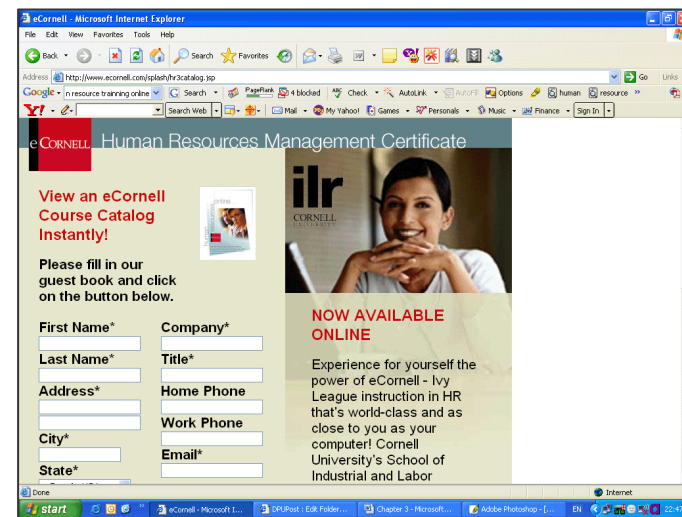 eCornell - Microsoft Internet Explorer
File Edit View Favorites Tools Help
Back Search Favorites
Address http://www.ecornell.com/splash/hr3catalog.jsp Go Links
Google n resource trainning online Search PageRank 4 blocked Check AutoLink AutoFill Options human resource »
Y! Search Web Mail My Yahoo! Games Personals Music Finance Sign In
eCORNELL Human Resources Management Certificate
View an eCornell
Course Catalog
Instantly!
online
human resources
Please fill in our
guest book and click
on the button below.
First Name* Company*
Last Name* Title*
Address* Home Phone
Work Phone
City* Email*
State*
ilr
CORNELL
UNIVERSITY
NOW AVAILABLE
ONLINE
Experience for yourself the
power of eCornell - Ivy
League instruction in HR
that's world-class and as
close to you as your
computer! Cornell
University's School of
Industrial and Labor
Done Internet
start eCornell - Microsoft I... DPUPost : Edit Folder... Chapter 3 - Microsoft... Adobe Photoshop - [... EN 22:47